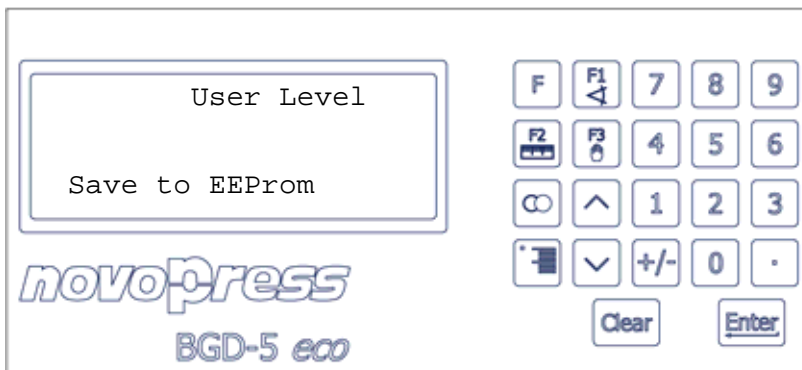 User Level
Save to EEProm
novopress
BGD-5 eco
F F1 7 8 9
F2 F3 4 5 6
1 2 3
+/- 0 .
Clear Enter